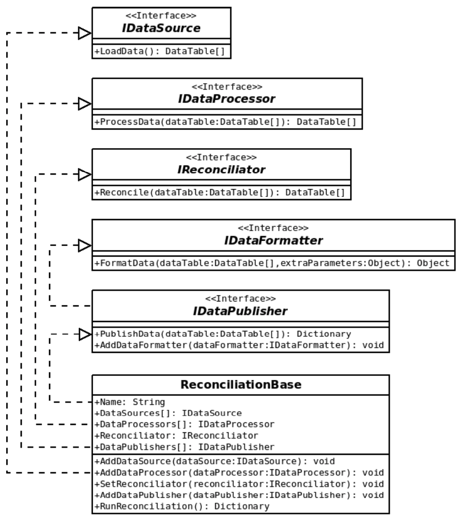 <<Interface>>
IDataSource
+LoadData(): DataTable[]
<<Interface>>
IDataProcessor
+ProcessData(dataTable:DataTable[]): DataTable[]
<<Interface>>
IReconciliator
+Reconcile(dataTable:DataTable[]): DataTable[]
<<Interface>>
IDataFormatter
+FormatData(dataTable:DataTable[],extraParameters:Object): Object
<<Interface>>
IDataPublisher
+PublishData(dataTable:DataTable[]): Dictionary
+AddDataFormatter(dataFormatter:IDataFormatter): void
ReconciliationBase
+Name: String
+DataSources[]: IDataSource
+DataProcessors[]: IDataProcessor
+Reconciliator: IReconciliator
+DataPublishers[]: IDataPublisher
+AddDataSource(dataSource:IDataSource): void
+AddDataProcessor(dataProcessor:IDataProcessor): void
+SetReconciliator(reconciliator:IReconciliator): void
+AddDataPublisher(dataPublisher:IDataPublisher): void
+RunReconciliation(): Dictionary